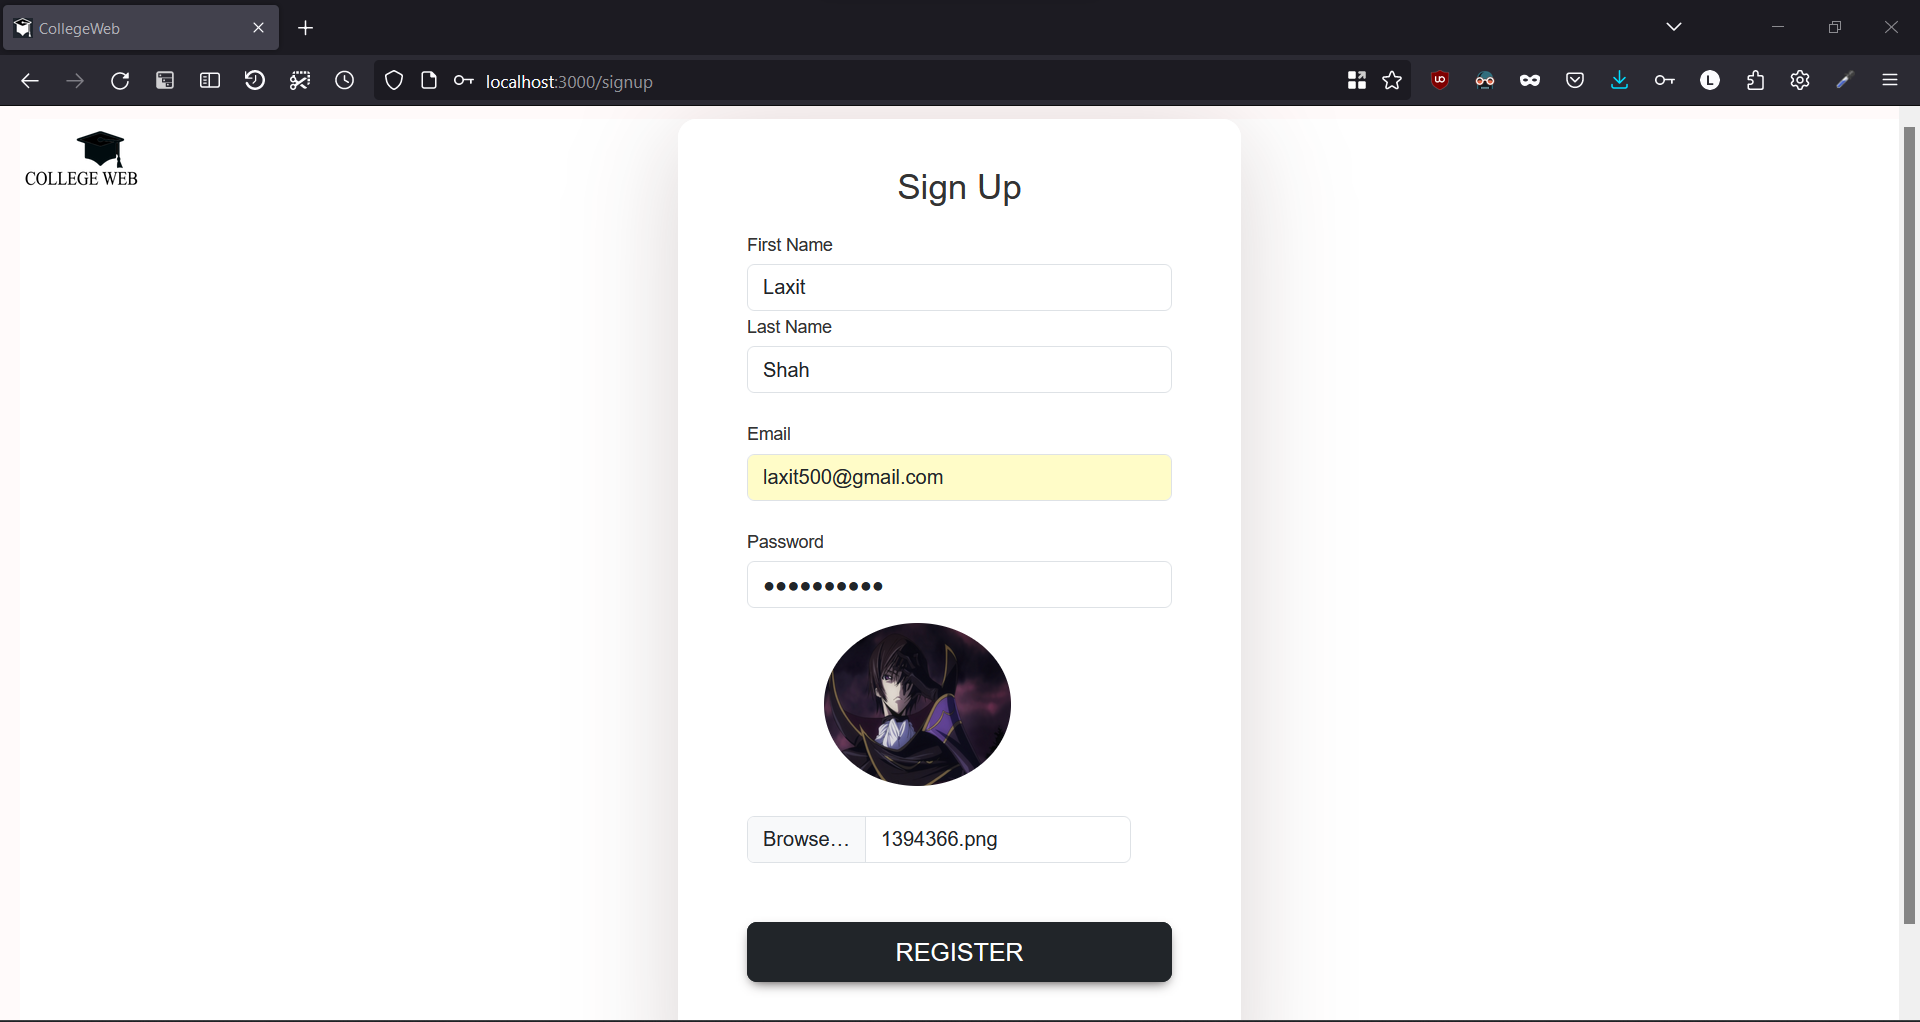 CollegeWeb
localhost:3000/signup
L
COLLEGE WEB
Sign Up
First Name
Laxit
Last Name
Shah
Email
laxit500@gmail.com
Password
●●●●●●●●●●
Browse... 1394366.png
REGISTER